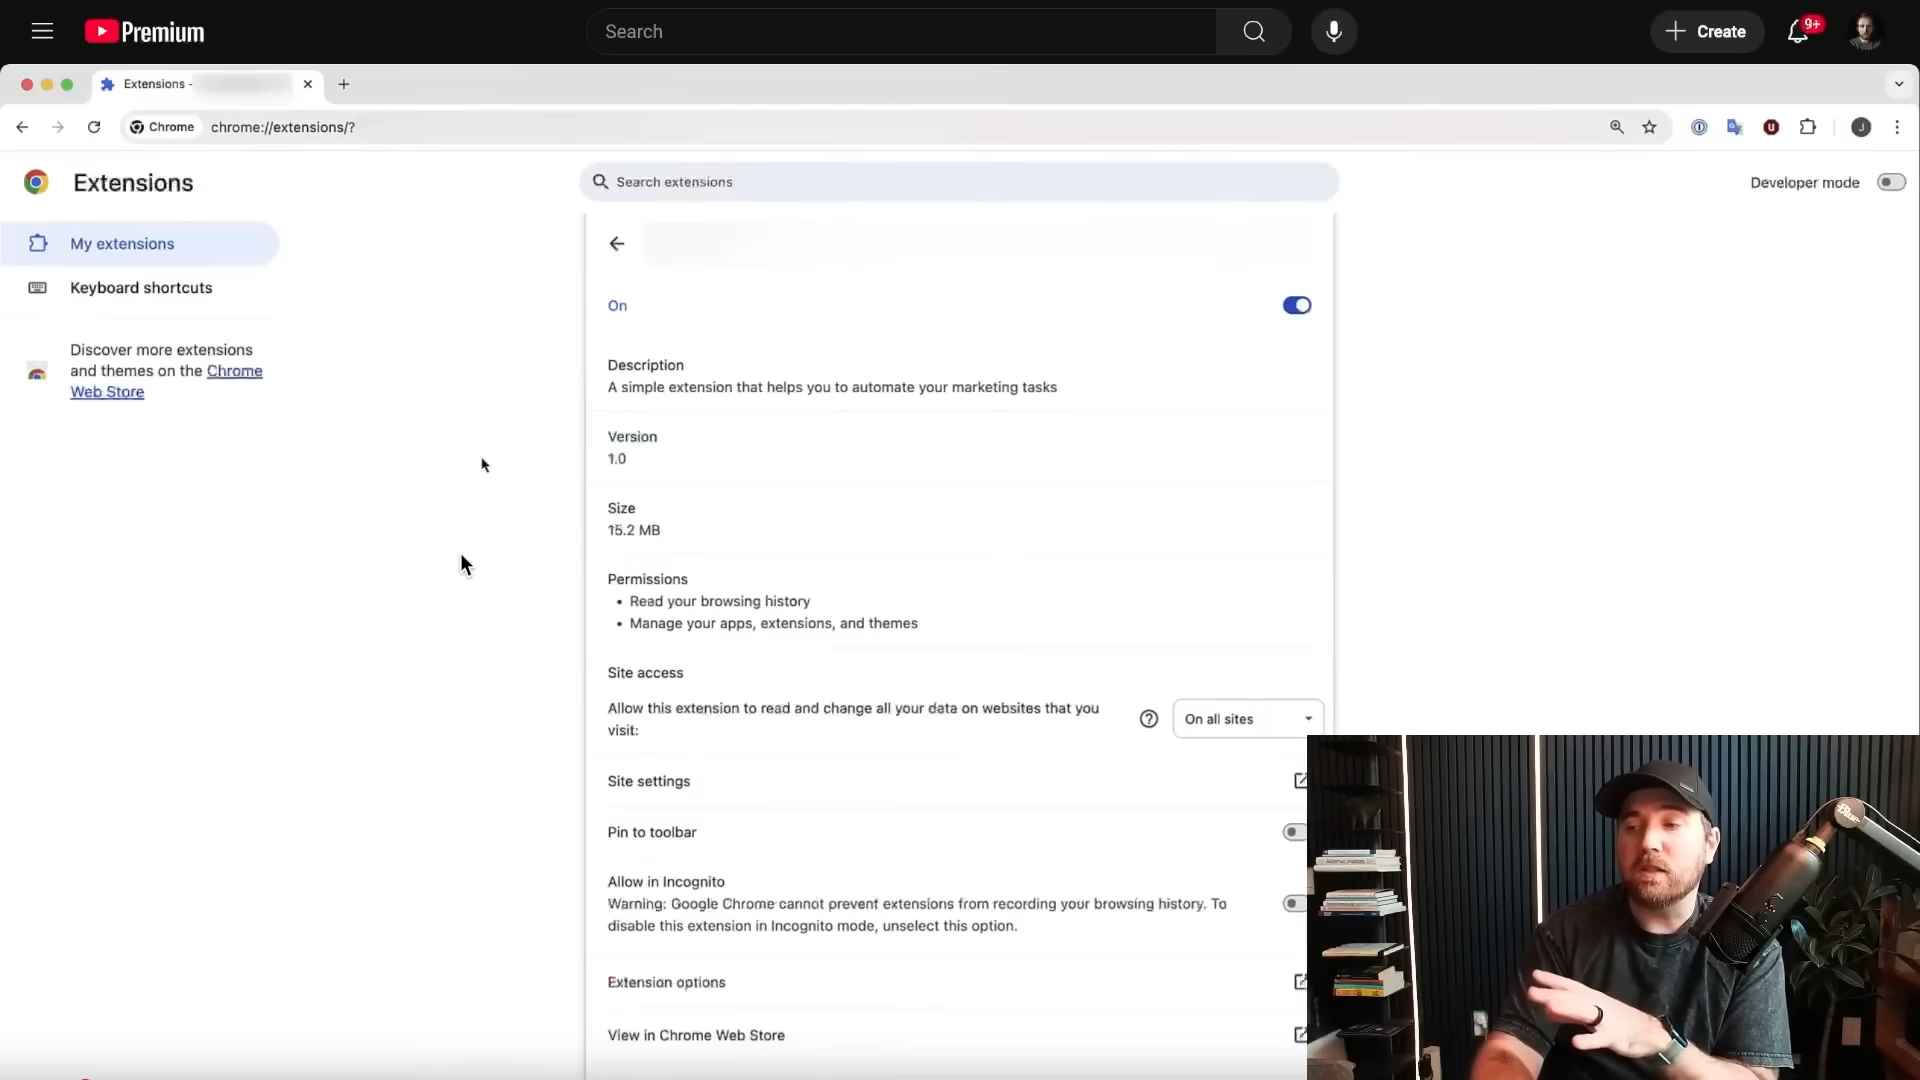 Premium
Search
Create
9+
Extensions -
Chrome
chrome://extensions/?
J
Extensions
Search extensions
Developer mode
My extensions
Keyboard shortcuts
Discover more extensions
and themes on the Chrome
Web Store
On
Description
A simple extension that helps you to automate your marketing tasks
Version
1.0
Size
15.2 MB
Permissions
• Read your browsing history
• Manage your apps, extensions, and themes
Site access
Allow this extension to read and change all your data on websites that you
visit:
On all sites
Site settings
Pin to toolbar
Allow in Incognito
Warning: Google Chrome cannot prevent extensions from recording your browsing history. To
disable this extension in Incognito mode, unselect this option.
Extension options
View in Chrome Web Store
Blue